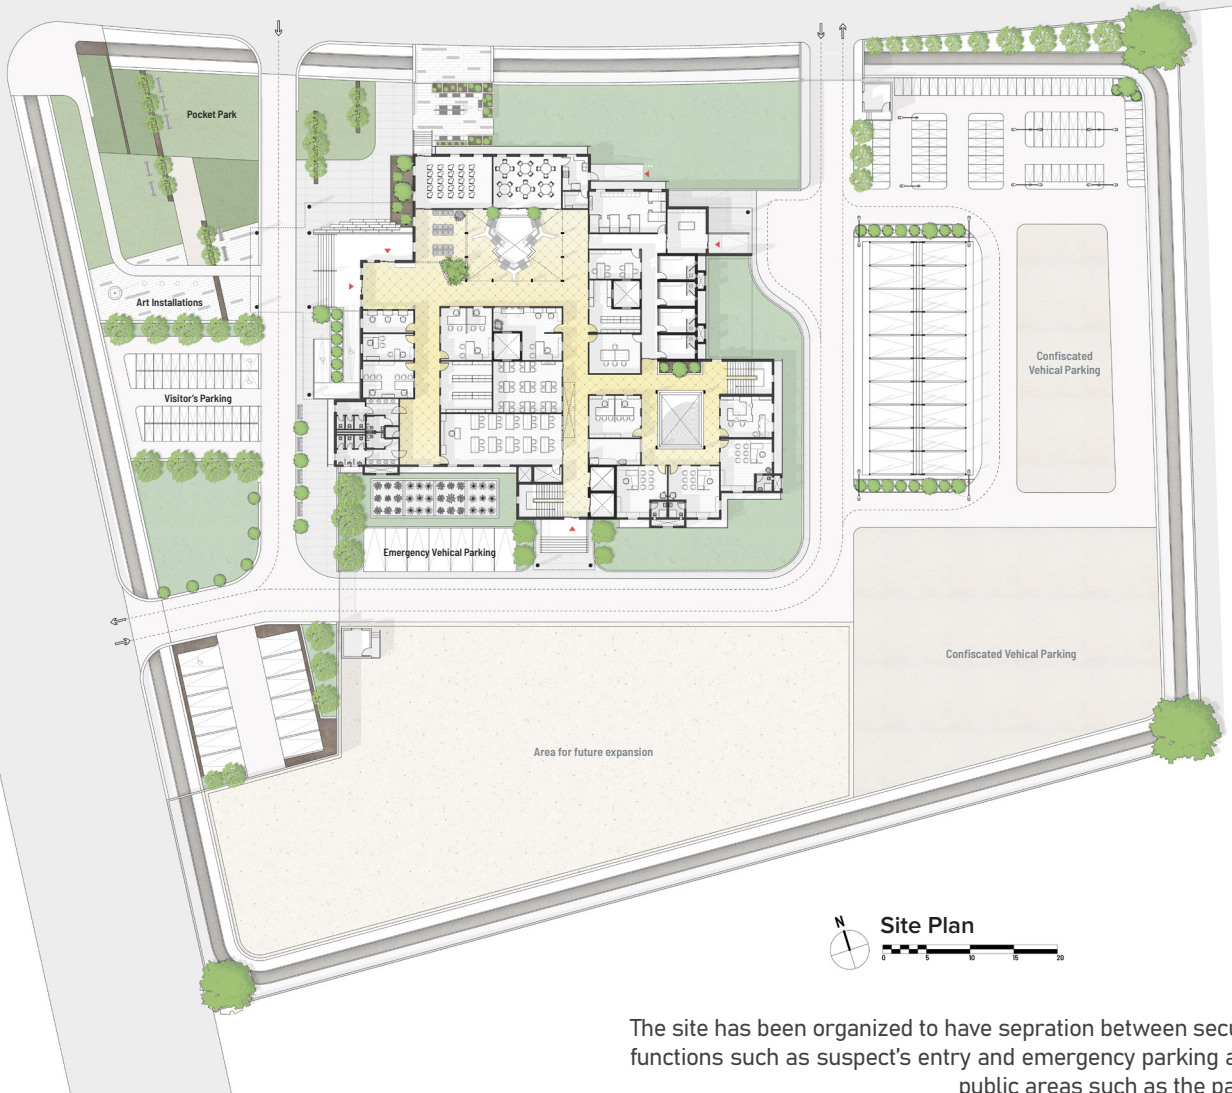 Pocket Park
Art Installations
Visitor's Parking
Emergency Vehical Parking
Confiscated
Vehical Parking
Confiscated Vehical Parking
Area for future expansion
N
Site Plan
0 5 10 15 20
The site has been organized to have sepration between secu
functions such as suspect's entry and emergency parking a
public areas such as the pa